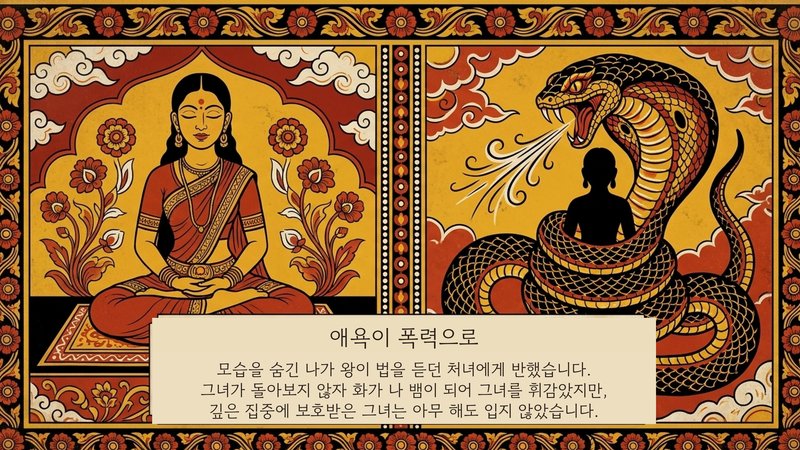 애욕이 폭력으로
모습을 숨긴 나가 왕이 법을 듣던 처녀에게 반했습니다.
그녀가 돌아보지 않자 화가 나 뱀이 되어 그녀를 휘감았지만,
깊은 집중에 보호받은 그녀는 아무 해도 입지 않았습니다.